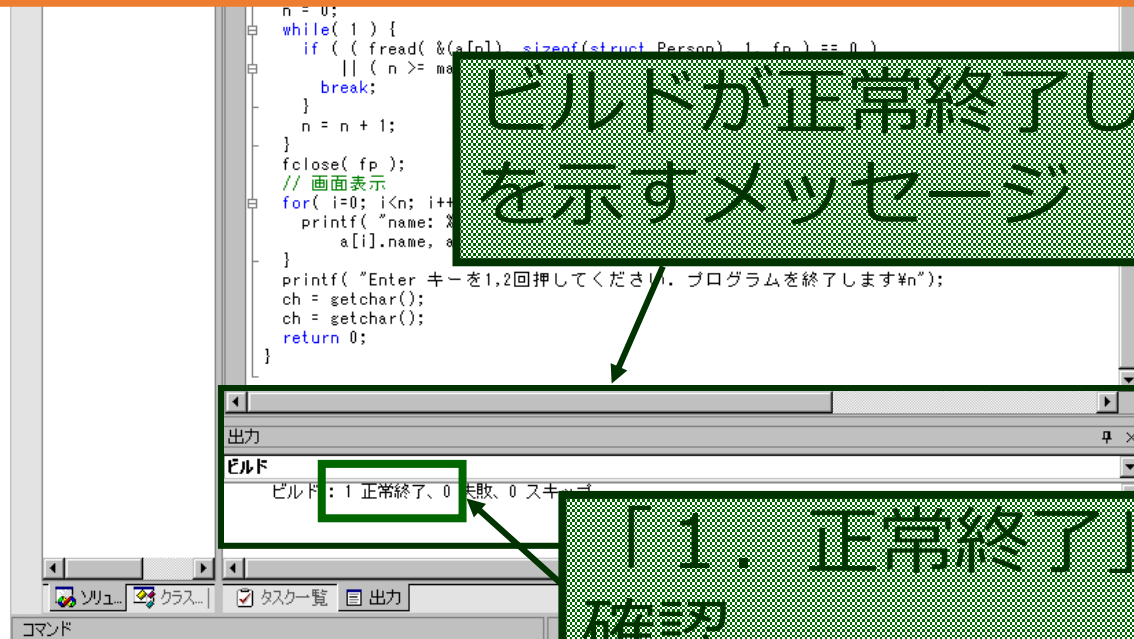 n = 0;
while( 1 ) {
if ( ( fread( &(a[n]), sizeof(struct Person), 1, fp ) == 0 )
|| ( n >= ma
break;
}
n = n + 1;
}
fclose( fp );
// 画面表示
for( i=0; i<n; i++
printf( "name: %
a[i].name, a
}
printf( "Enter キーを1,2回押してください. プログラムを終了します¥n");
ch = getchar();
ch = getchar();
return 0;
}
ビルドが正常終了し
を示すメッセージ
出力
ビルド
ビルド : 1 正常終了、0 失敗、0 スキップ
「１．正常終了」
確認
ソリュ... クラス... タスク一覧 出力
コマンド